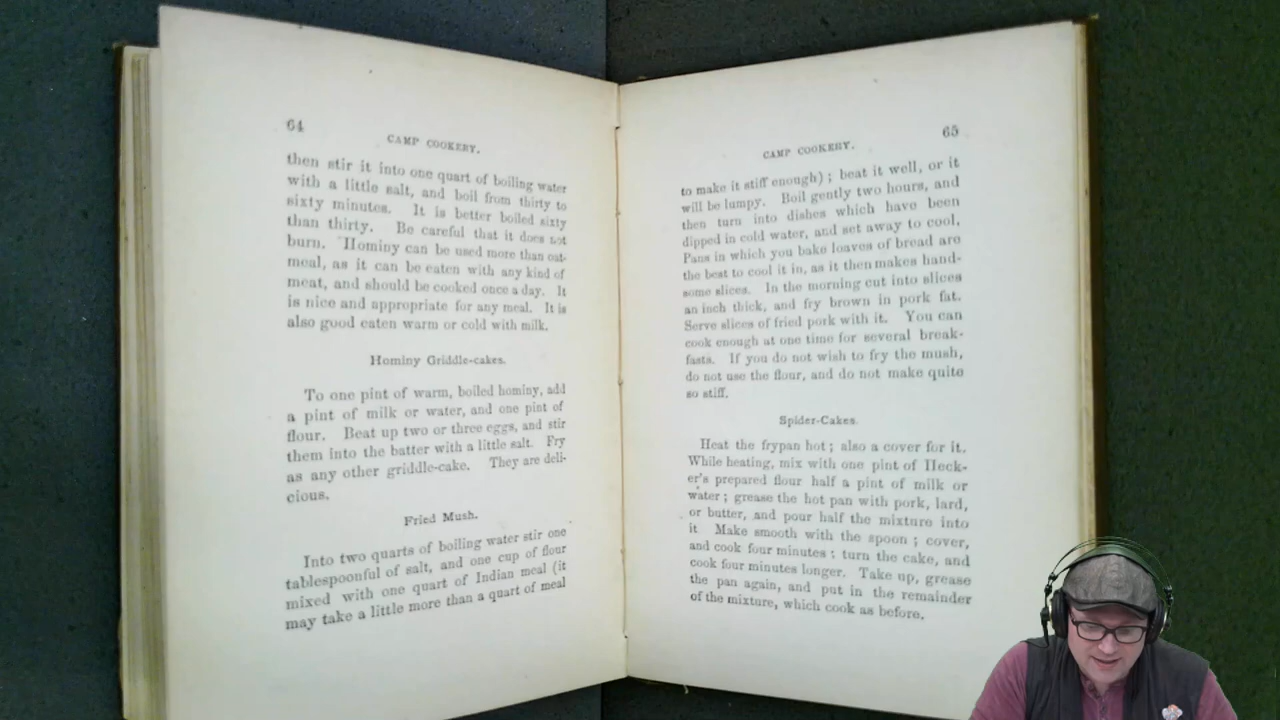 64
CAMP COOKERY.
then stir it into one quart of boiling water
with a little salt, and boil from thirty to
sixty minutes. It is better boiled sixty
than thirty. Be careful that it does not
burn. Hominy can be used more than oat-
meal, as it can be eaten with any kind of
meat, and should be cooked once a day. It
is nice and appropriate for any meal. It is
also good eaten warm or cold with milk.
Hominy Griddle-cakes.
To one pint of warm, boiled hominy, add
a pint of milk or water, and one pint of
flour. Beat up two or three eggs, and stir
them into the batter with a little salt. Fry
as any other griddle-cake. They are deli-
cious.
Fried Mush.
Into two quarts of boiling water stir one
tablespoonful of salt, and one cup of flour
mixed with one quart of Indian meal (it
may take a little more than a quart of meal
65
CAMP COOKERY.
to make it stiff enough); beat it well, or it
will be lumpy. Boil gently two hours, and
then turn into dishes which have been
dipped in cold water, and set away to cool.
Pans in which you bake loaves of bread are
the best to cool it in, as it then makes hand-
some slices. In the morning cut into slices
an inch thick, and fry brown in pork fat.
Serve slices of fried pork with it. You can
cook enough at one time for several break-
fasts. If you do not wish to fry the mush,
do not use the flour, and do not make quite
so stiff.
Spider-Cakes.
Heat the frypan hot; also a cover for it.
While heating, mix with one pint of Heck-
er's prepared flour half a pint of milk or
water; grease the hot pan with pork, lard,
or butter, and pour half the mixture into
it. Make smooth with the spoon; cover,
and cook four minutes: turn the cake, and
cook four minutes longer. Take up, grease
the pan again, and put in the remainder
of the mixture, which cook as before.